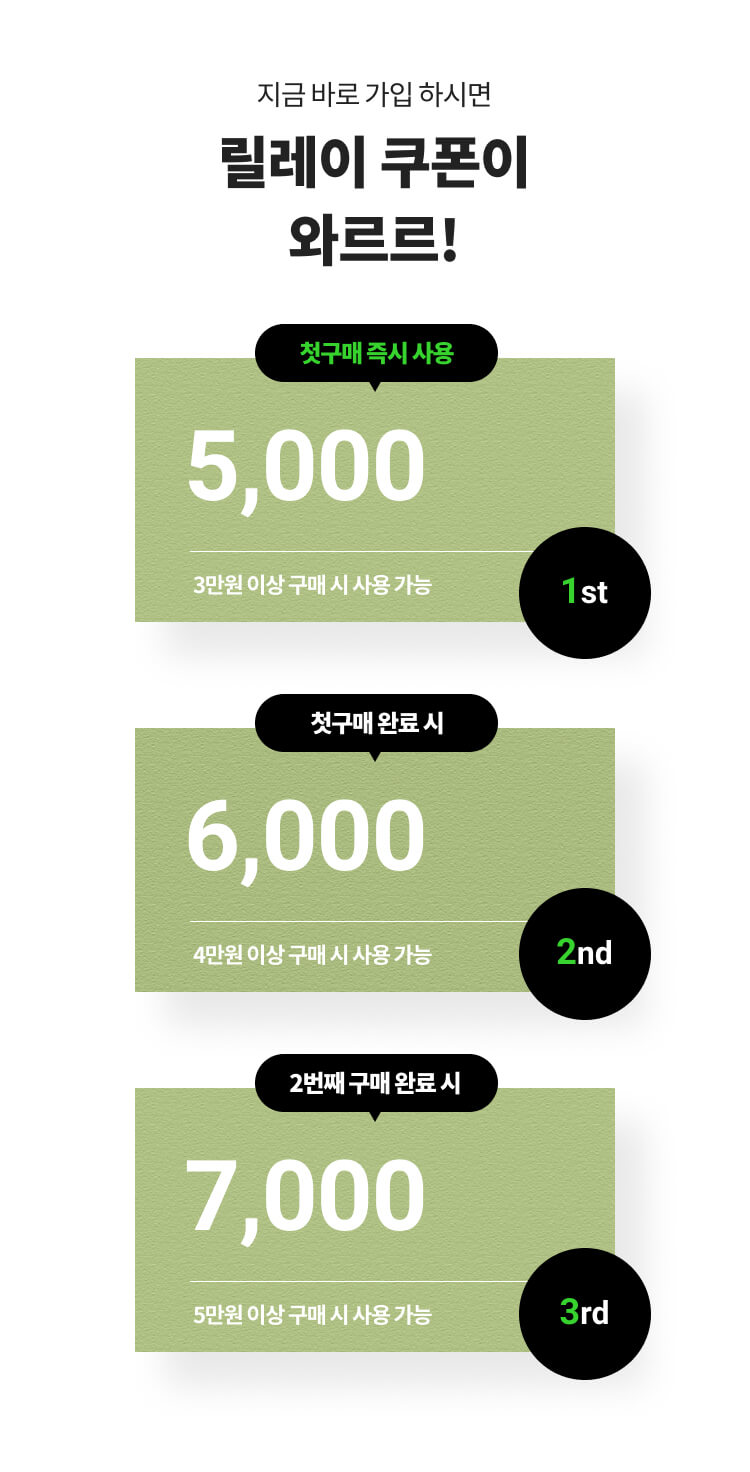 지금 바로 가입 하시면
릴레이 쿠폰이
와르르!
첫구매 즉시 사용
5,000
3만원 이상 구매 시 사용 가능
1st
첫구매 완료 시
6,000
4만원 이상 구매 시 사용 가능
2nd
2번째 구매 완료 시
7,000
5만원 이상 구매 시 사용 가능
3rd